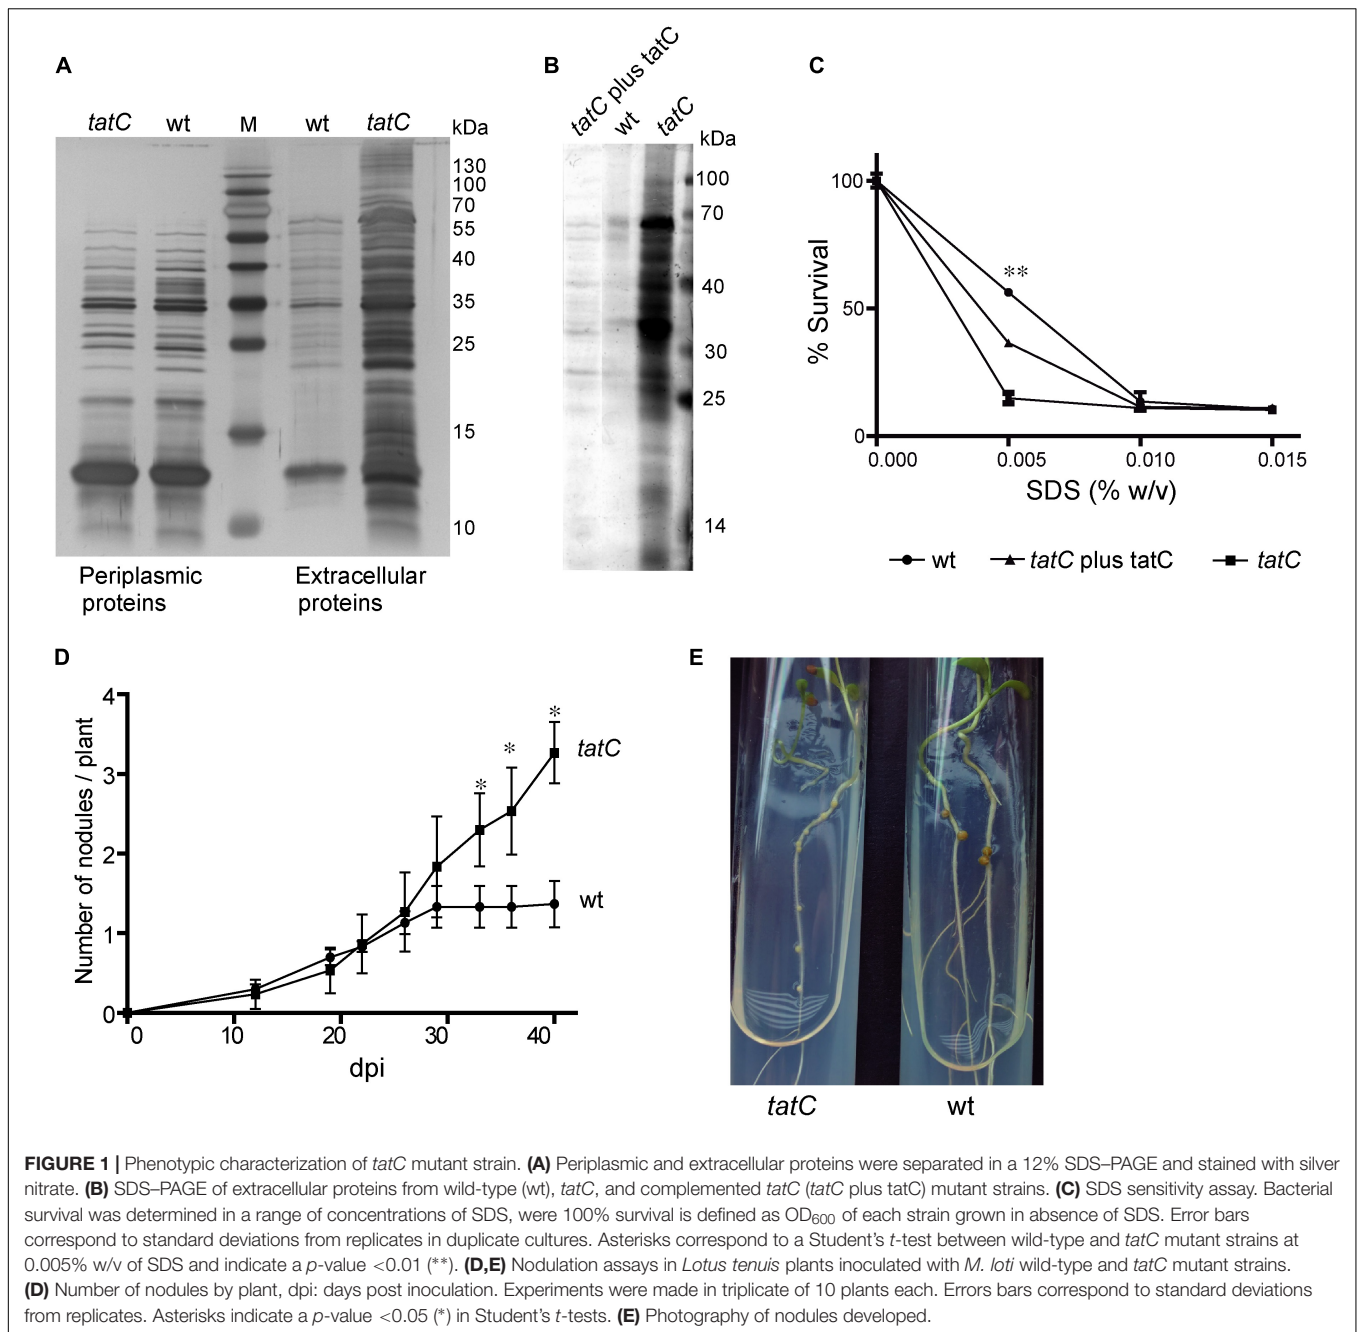 A
tatC wt M wt tatC kDa
130
100
70
55
40
35
25
15
10
Periplasmic proteins
Extracellular proteins
B
tatC plus tatC
wt
tatC
kDa
100
70
40
30
25
14
C
% Survival
100
50
0
0.000 0.005 0.010 0.015
**
SDS (% w/v)
wt tatC plus tatC tatC
D
Number of nodules / plant
4
3
2
1
0
0 10 20 30 40
dpi
* * *
tatC
wt
E
tatC wt
FIGURE 1 | Phenotypic characterization of tatC mutant strain. (A) Periplasmic and extracellular proteins were separated in a 12% SDS–PAGE and stained with silver
nitrate. (B) SDS–PAGE of extracellular proteins from wild-type (wt), tatC, and complemented tatC (tatC plus tatC) mutant strains. (C) SDS sensitivity assay. Bacterial
survival was determined in a range of concentrations of SDS, were 100% survival is defined as OD600 of each strain grown in absence of SDS. Error bars
correspond to standard deviations from replicates in duplicate cultures. Asterisks correspond to a Student's t-test between wild-type and tatC mutant strains at
0.005% w/v of SDS and indicate a p-value <0.01 (**). (D,E) Nodulation assays in Lotus tenuis plants inoculated with M. loti wild-type and tatC mutant strains.
(D) Number of nodules by plant, dpi: days post inoculation. Experiments were made in triplicate of 10 plants each. Errors bars correspond to standard deviations
from replicates. Asterisks indicate a p-value <0.05 (*) in Student's t-tests. (E) Photography of nodules developed.